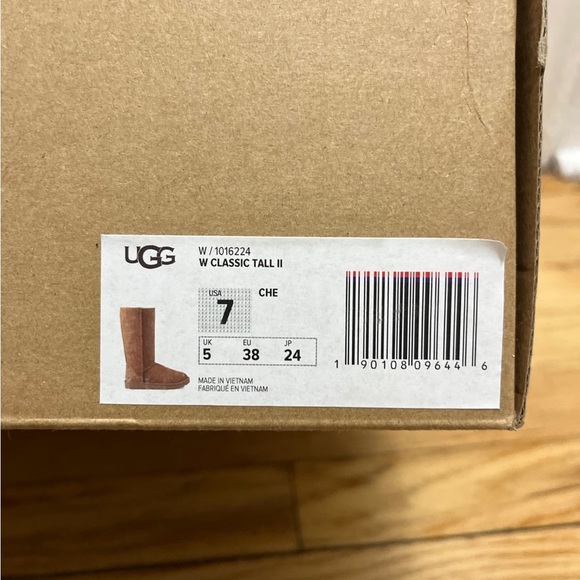 UGG
W / 1016224
W CLASSIC TALL II
USA
7
CHE
UK EU JP
5 38 24
MADE IN VIETNAM
FABRIQUÉ EN VIETNAM
1 90108 09644 6